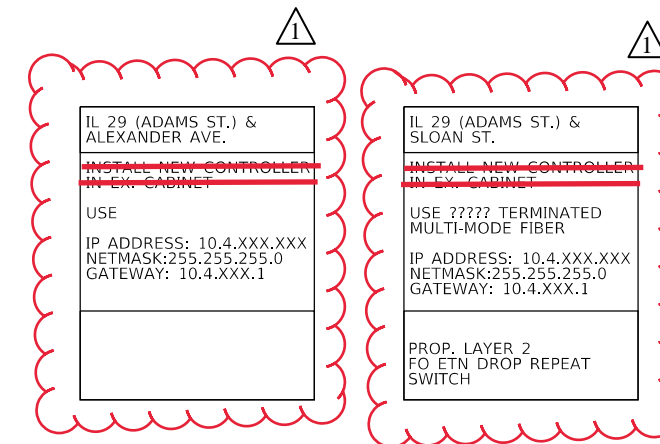 1
IL 29 (ADAMS ST.) &
ALEXANDER AVE.
INSTALL NEW CONTROLLER
IN EX. CABINET
USE
IP ADDRESS: 10.4.XXX.XXX
NETMASK:255.255.255.0
GATEWAY: 10.4.XXX.1
1
IL 29 (ADAMS ST.) &
SLOAN ST.
INSTALL NEW CONTROLLER
IN EX. CABINET
USE ????? TERMINATED
MULTI-MODE FIBER
IP ADDRESS: 10.4.XXX.XXX
NETMASK:255.255.255.0
GATEWAY: 10.4.XXX.1
PROP. LAYER 2
FO ETN DROP REPEAT
SWITCH